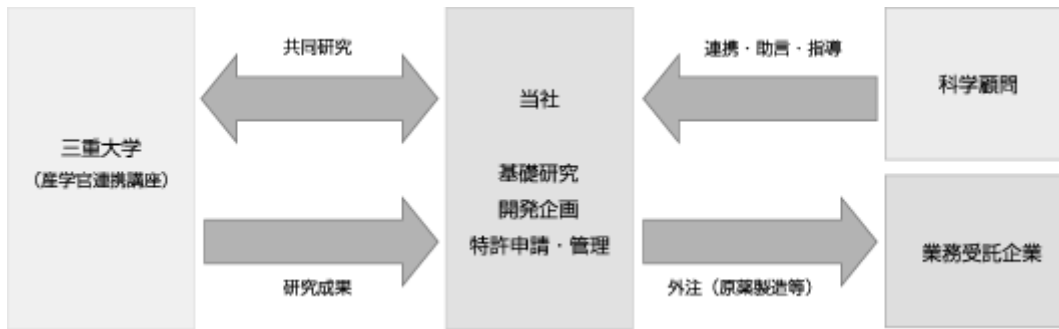 共同研究
連携・助言・指導
三重大学
(産学官連携講座)
当社
基礎研究
開発企画
特許申請・管理
科学顧問
業務受託企業
研究成果
外注（原薬製造等）